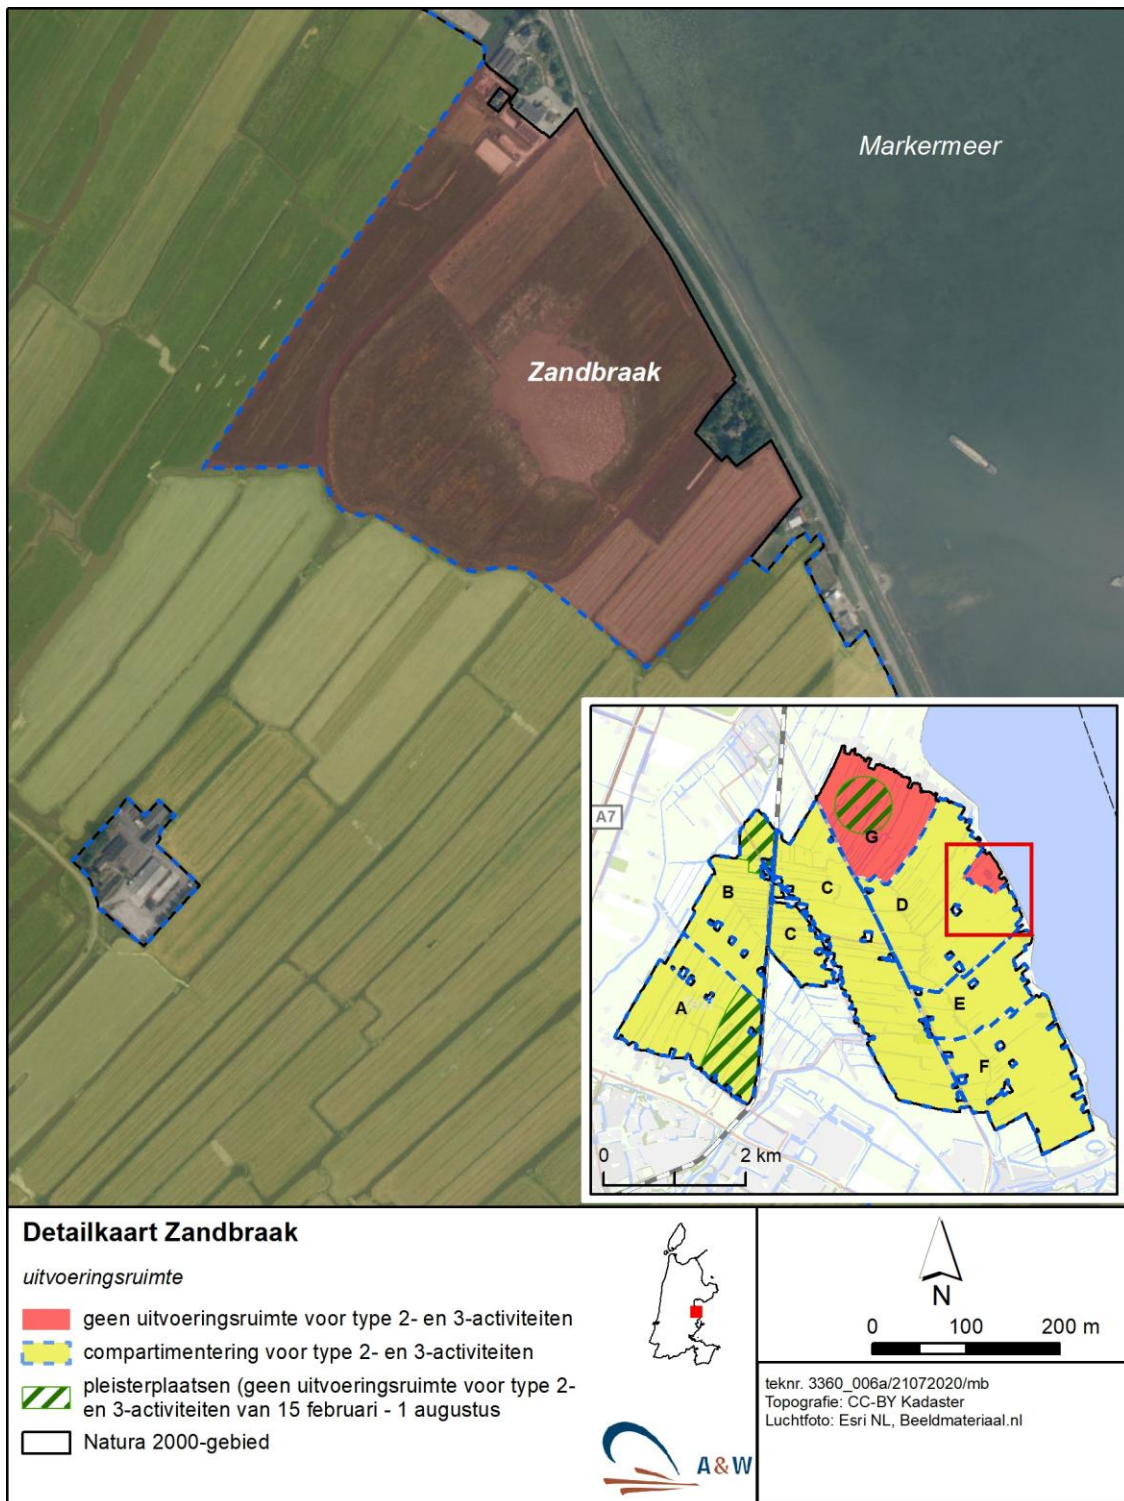 Markermeer
Zandbraak
A7
G
B
C
D
C
A
E
F
0 2 km
Detailkaart Zandbraak
uitvoeringsruimte
geen uitvoeringsruimte voor type 2- en 3-activiteiten
compartimentering voor type 2- en 3-activiteiten
pleisterplaatsen (geen uitvoeringsruimte voor type 2-
en 3-activiteiten van 15 februari - 1 augustus
Natura 2000-gebied
A&W
N
0 100 200 m
teknr. 3360_006a/21072020/mb
Topografie: CC-BY Kadaster
Luchtfoto: Esri NL, Beeldmateriaal.nl